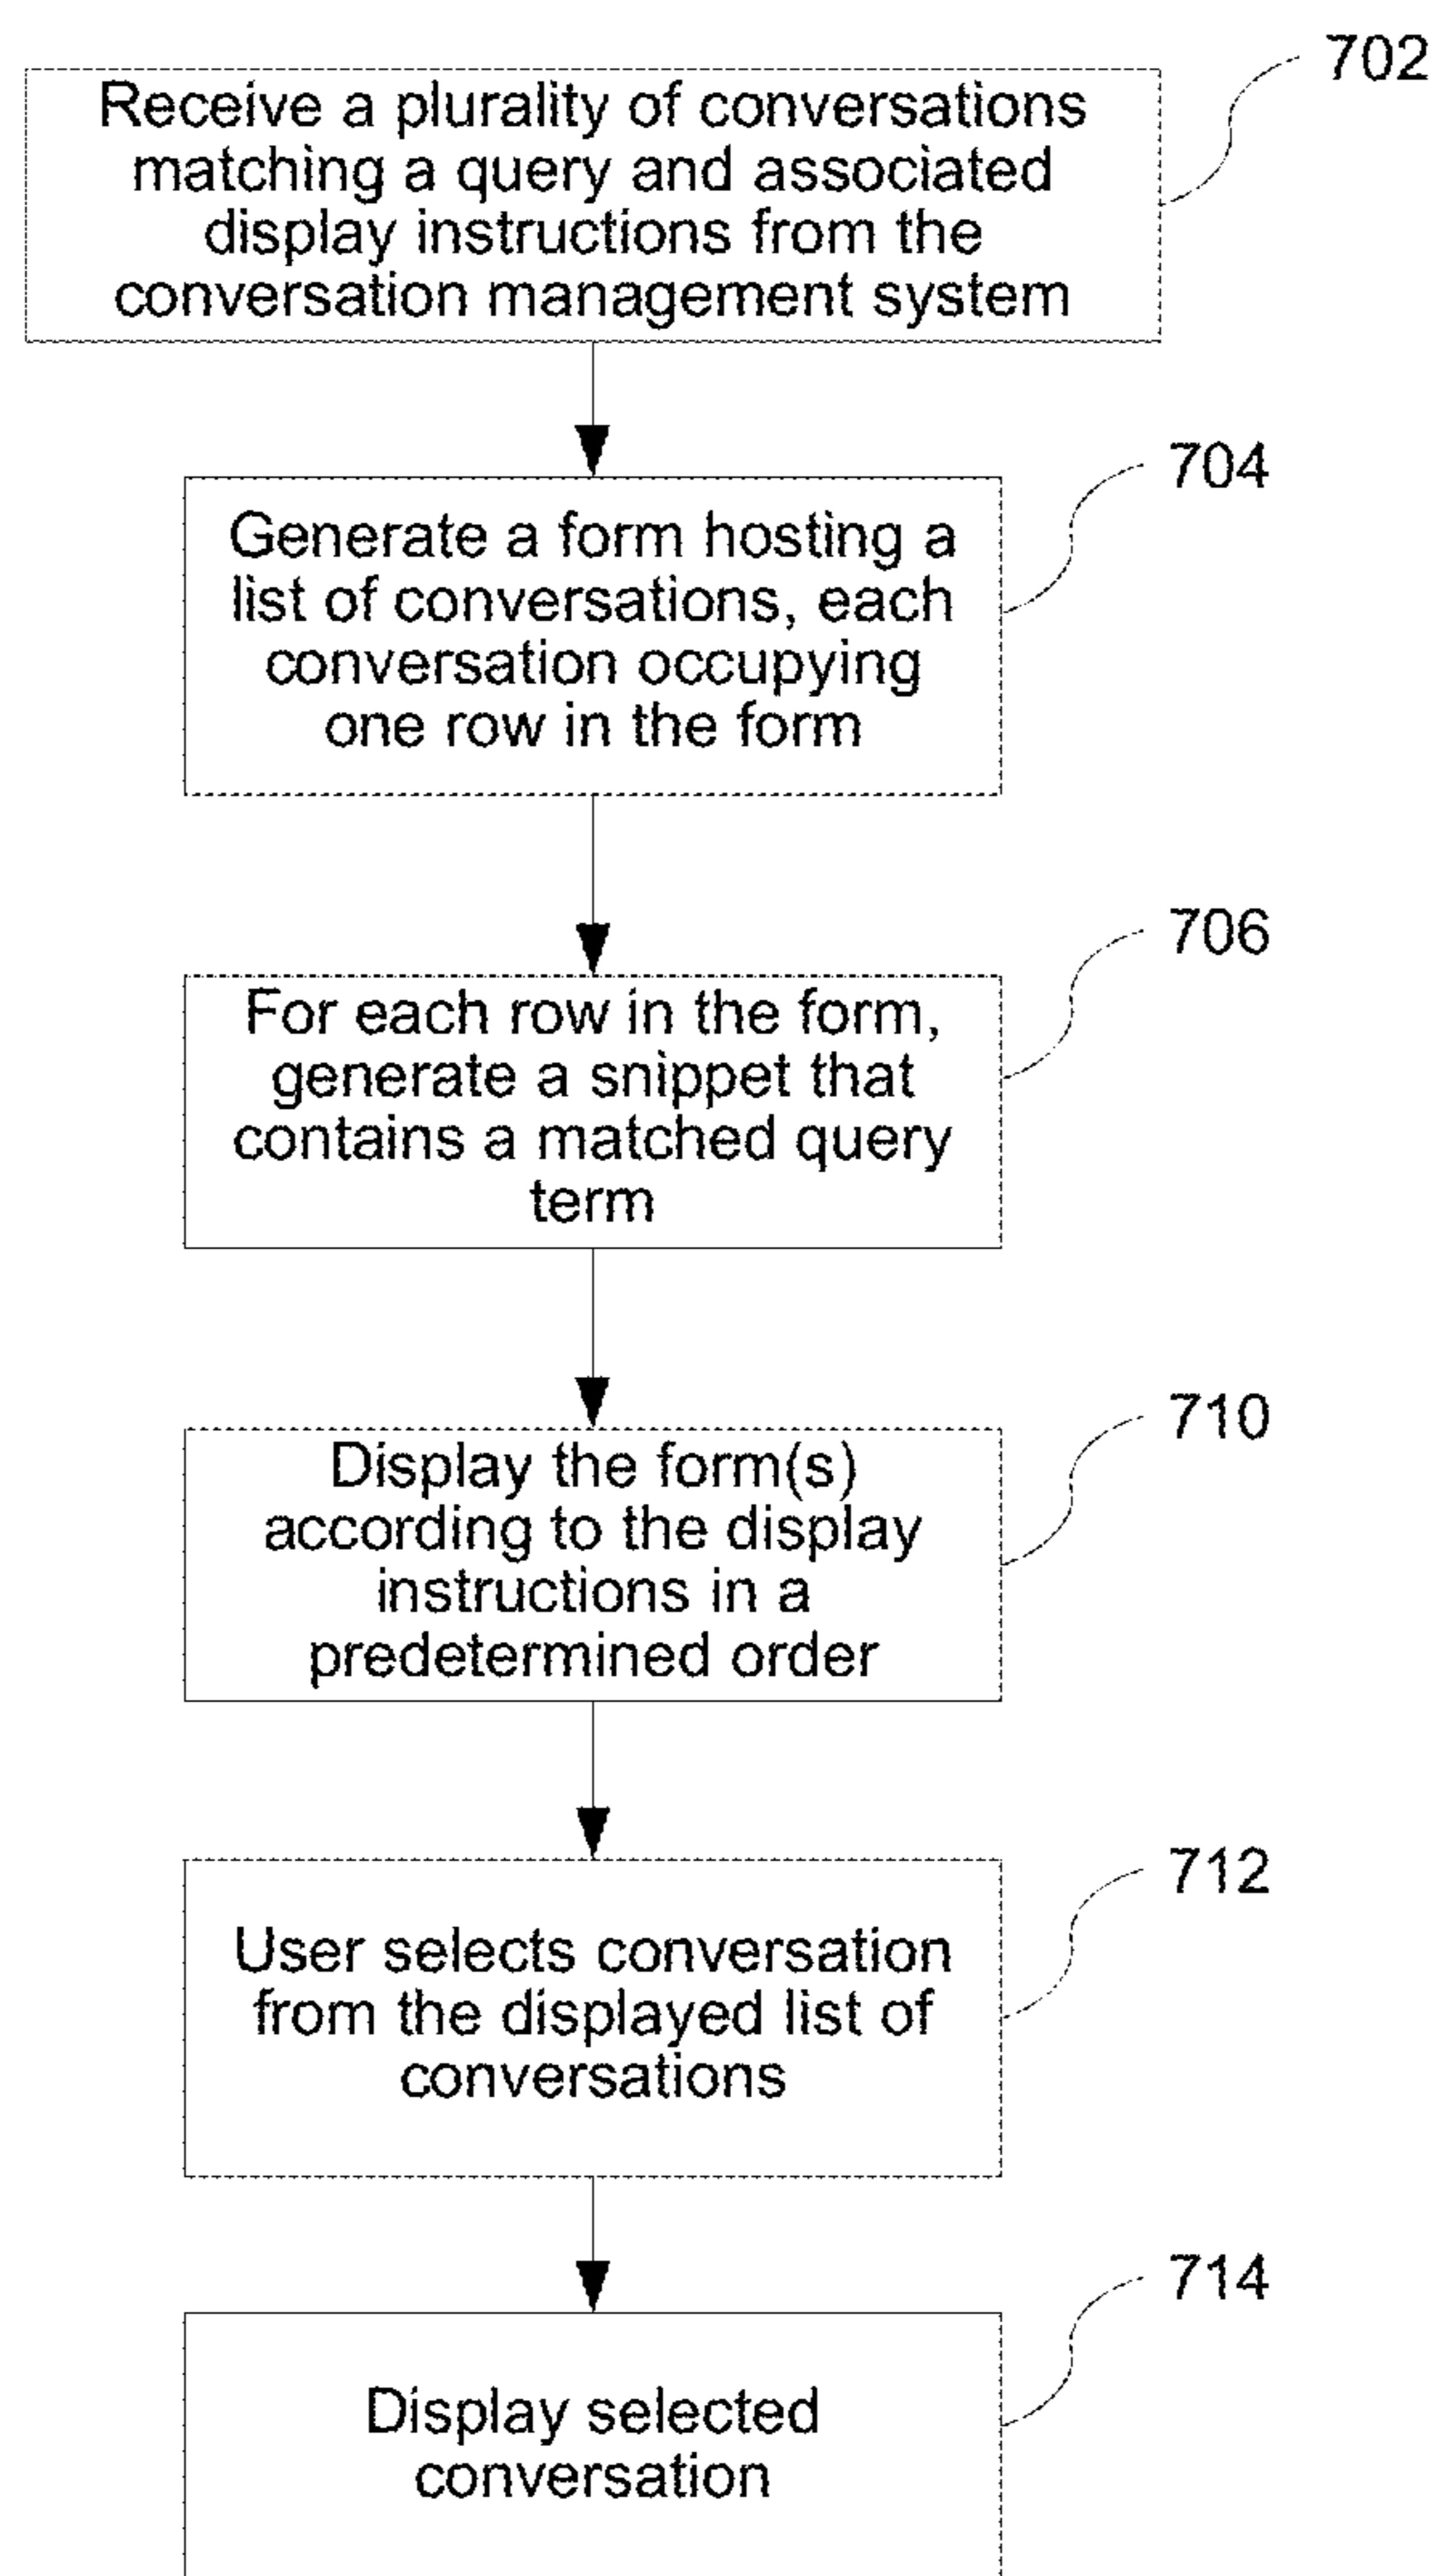 702
Receive a plurality of conversations
matching a query and associated
display instructions from the
conversation management system
704
Generate a form hosting a
list of conversations, each
conversation occupying
one row in the form
706
For each row in the form,
generate a snippet that
contains a matched query
term
710
Display the form(s)
according to the display
instructions in a
predetermined order
712
User selects conversation
from the displayed list of
conversations
714
Display selected
conversation